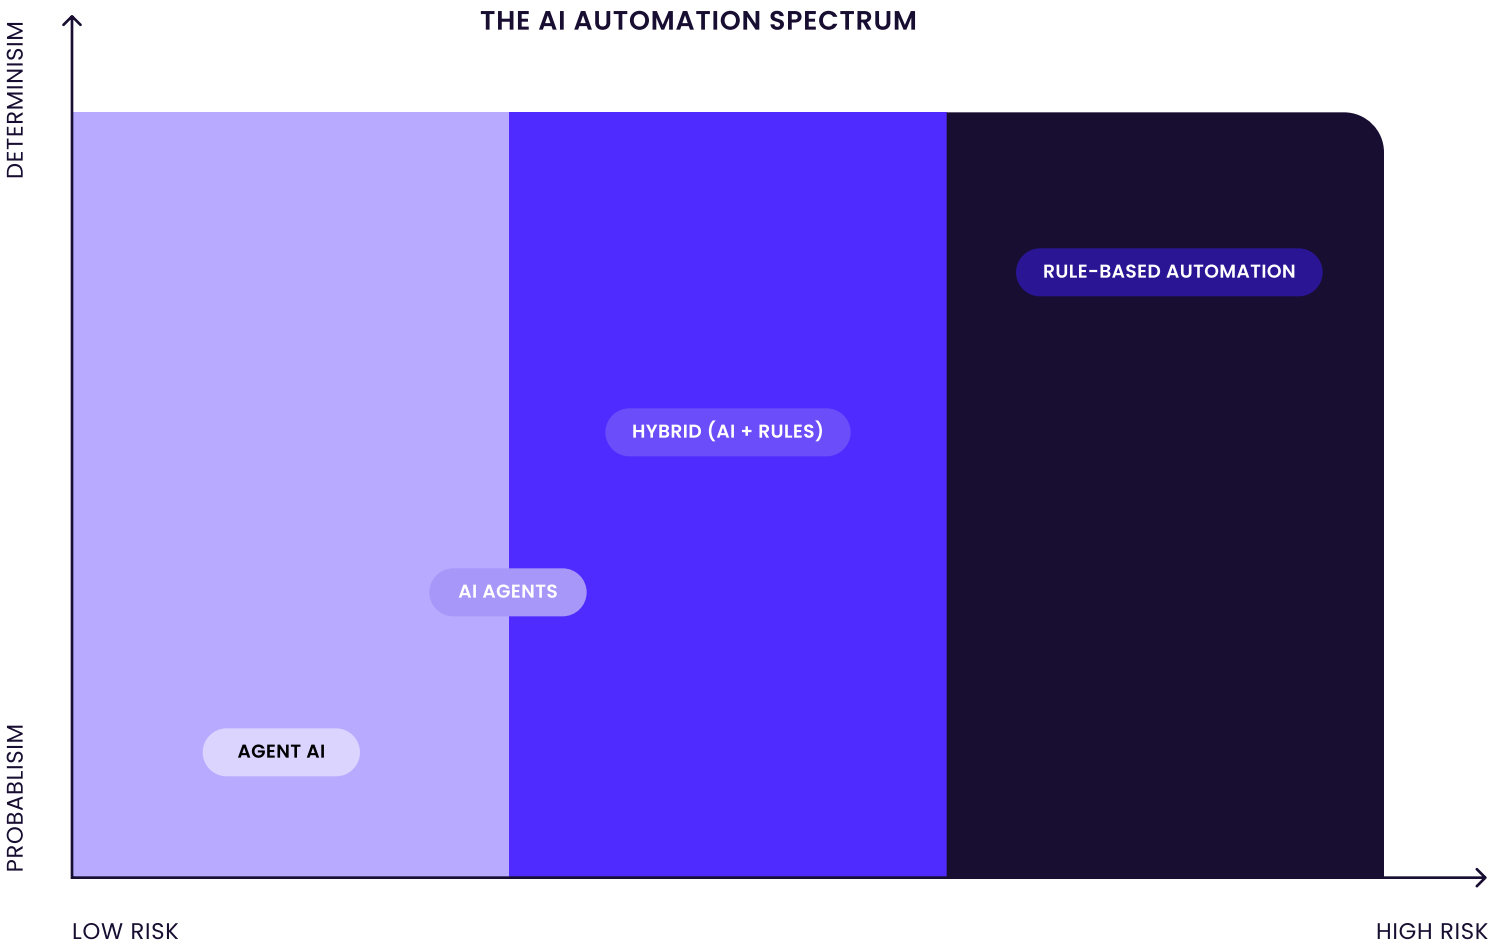 THE AI AUTOMATION SPECTRUM
DETERMINISIM
RULE-BASED AUTOMATION
HYBRID (AI + RULES)
AI AGENTS
AGENT AI
PROBABLISIM
LOW RISK
HIGH RISK